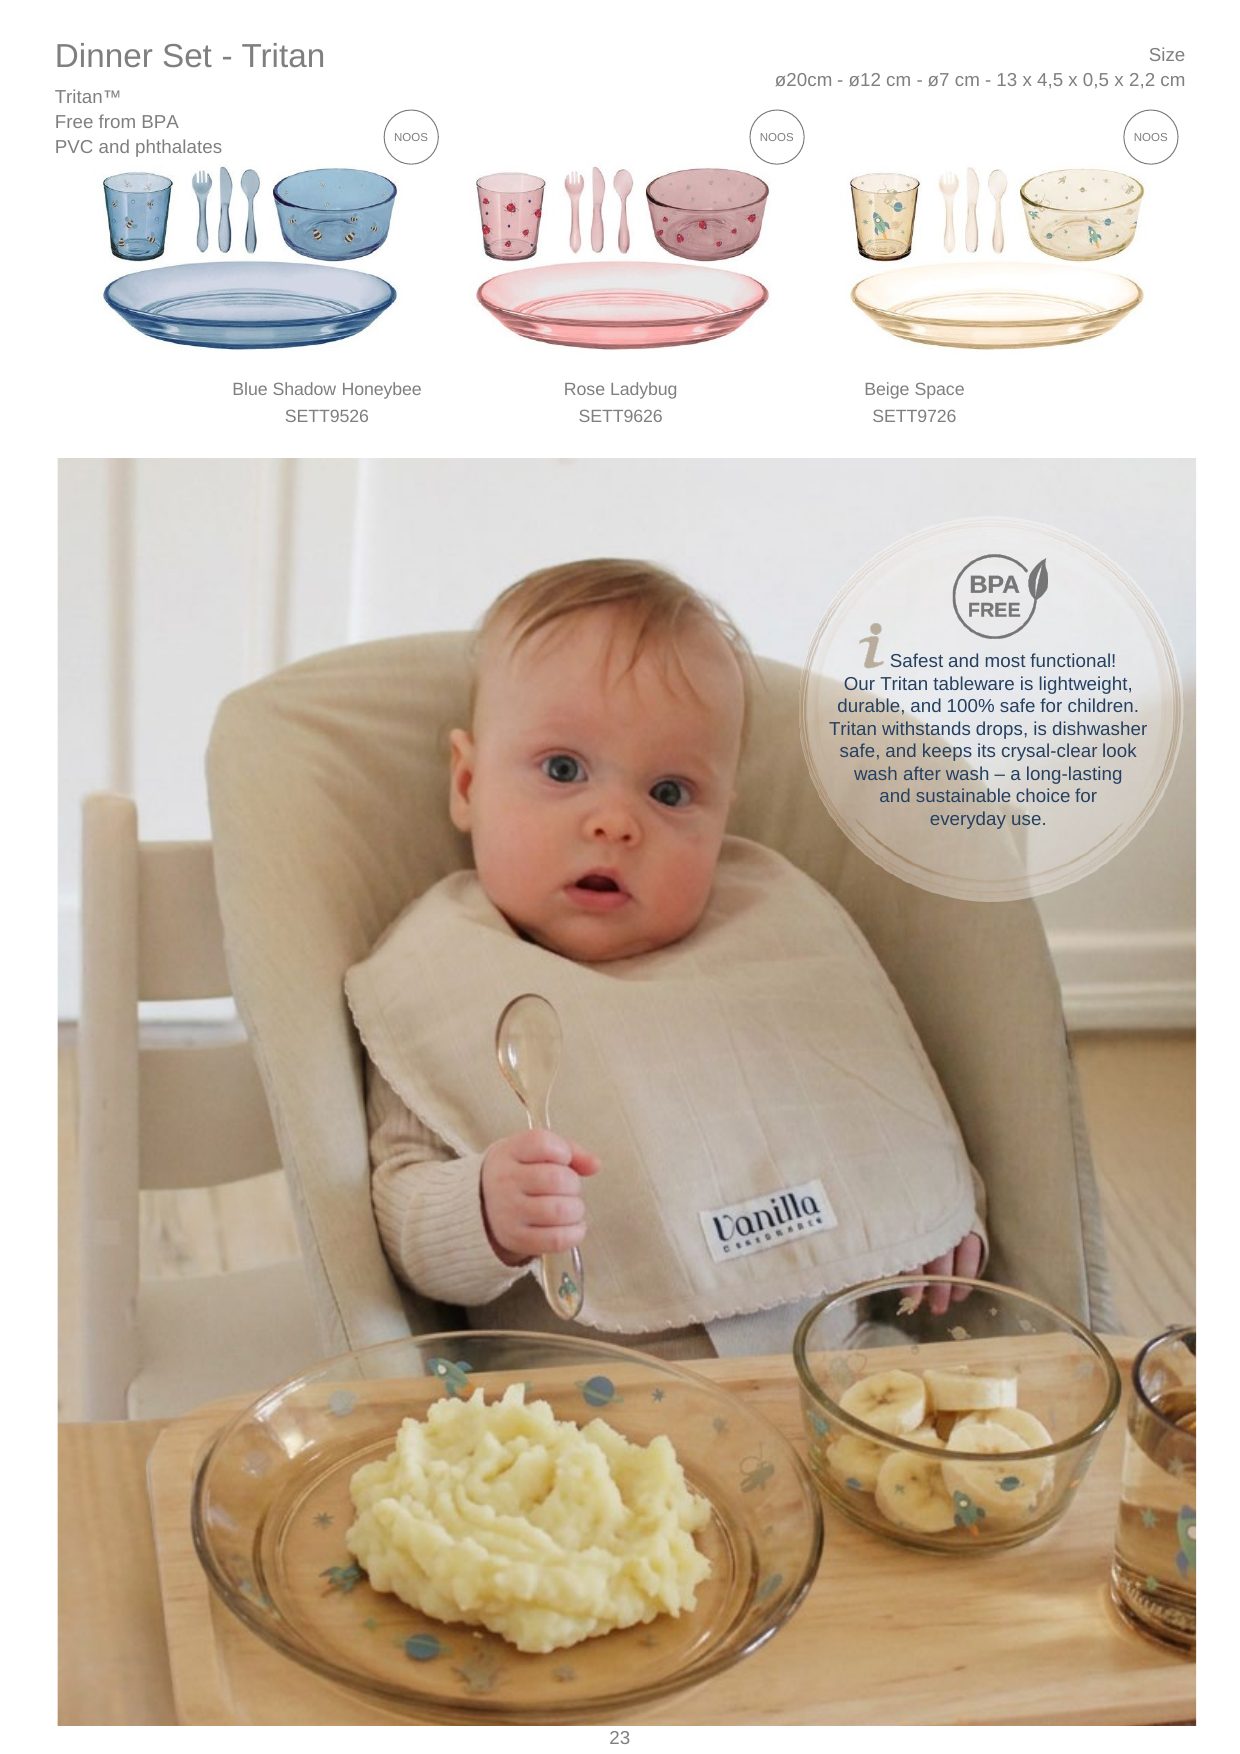 Dinner Set - Tritan
Size
ø20cm - ø12 cm - ø7 cm - 13 x 4,5 x 0,5 x 2,2 cm
Tritan™
Free from BPA
PVC and phthalates
NOOS
NOOS
NOOS
Blue Shadow Honeybee
SETT9526
Rose Ladybug
SETT9626
Beige Space
SETT9726
BPA
FREE
i Safest and most functional!
Our Tritan tableware is lightweight,
durable, and 100% safe for children.
Tritan withstands drops, is dishwasher
safe, and keeps its crysal-clear look
wash after wash – a long-lasting
and sustainable choice for
everyday use.
Vanilla
23